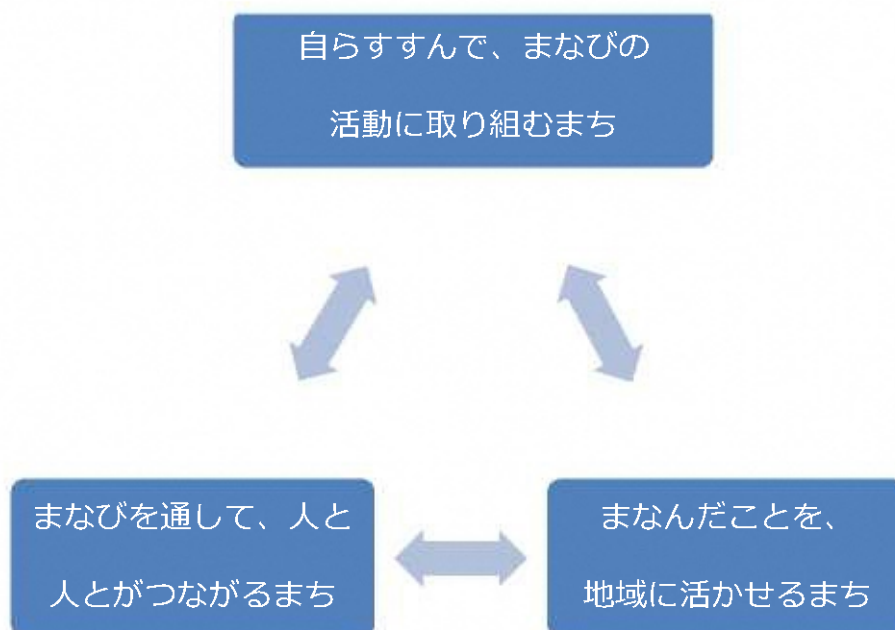 自らすすんで、まなびの
活動に取り組むまち
まなびを通して、人と
人とがつながるまち
まなんだことを、
地域に活かせるまち